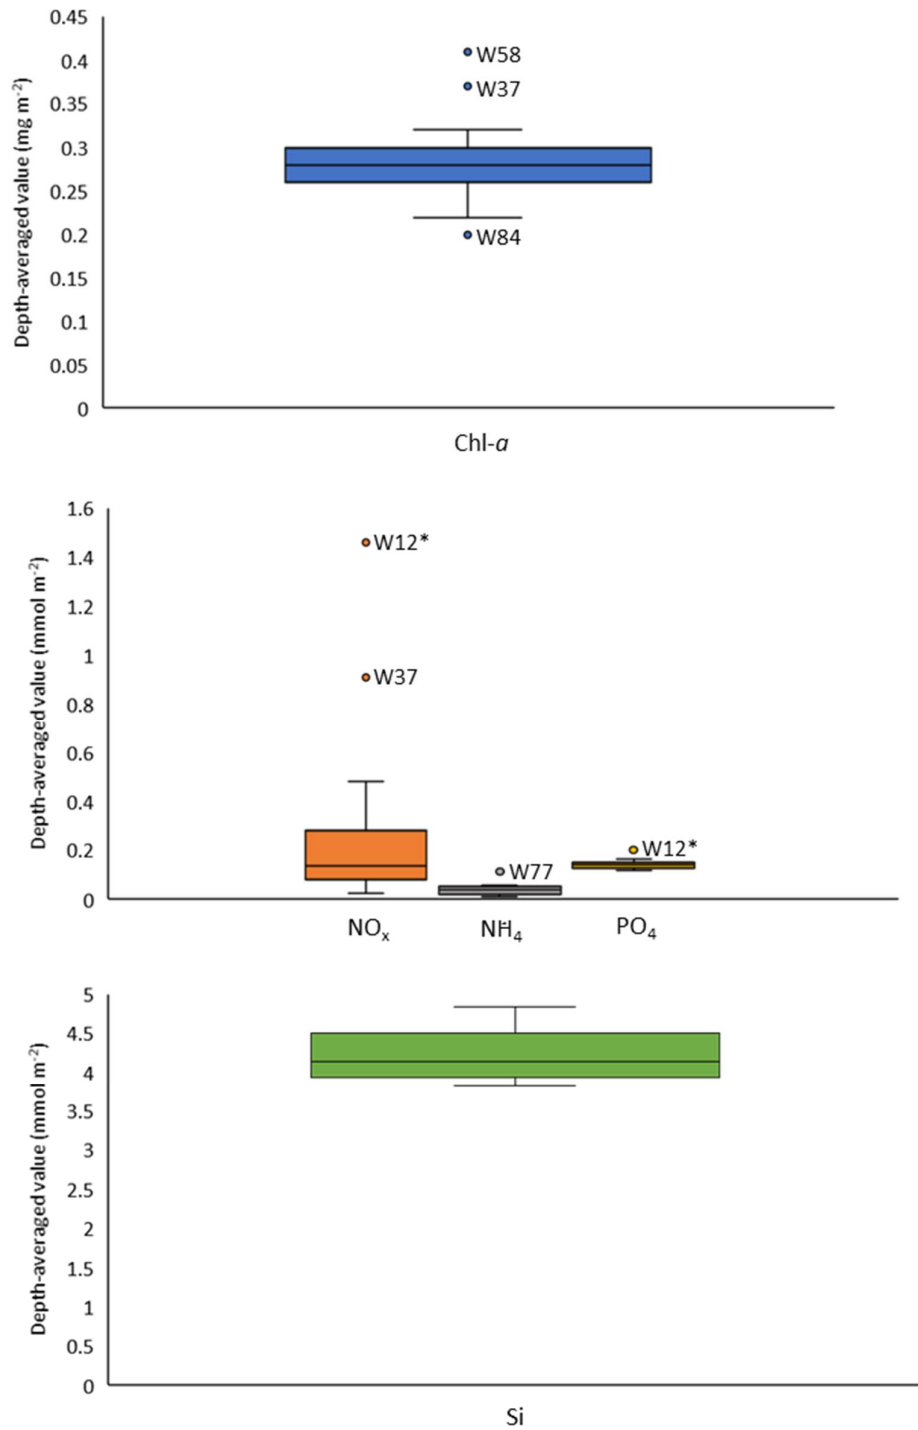 Depth-averaged value (mg m⁻²)
0.45
0.4
0.35
0.3
0.25
0.2
0.15
0.1
0.05
0
W58
W37
W84
Chl-a
Depth-averaged value (mmol m⁻²)
1.6
1.4
1.2
1
0.8
0.6
0.4
0.2
0
W12*
W37
W77
W12*
NOₓ NH₄ PO₄
Depth-averaged value (mmol m⁻²)
5
4.5
4
3.5
3
2.5
2
1.5
1
0.5
0
Si